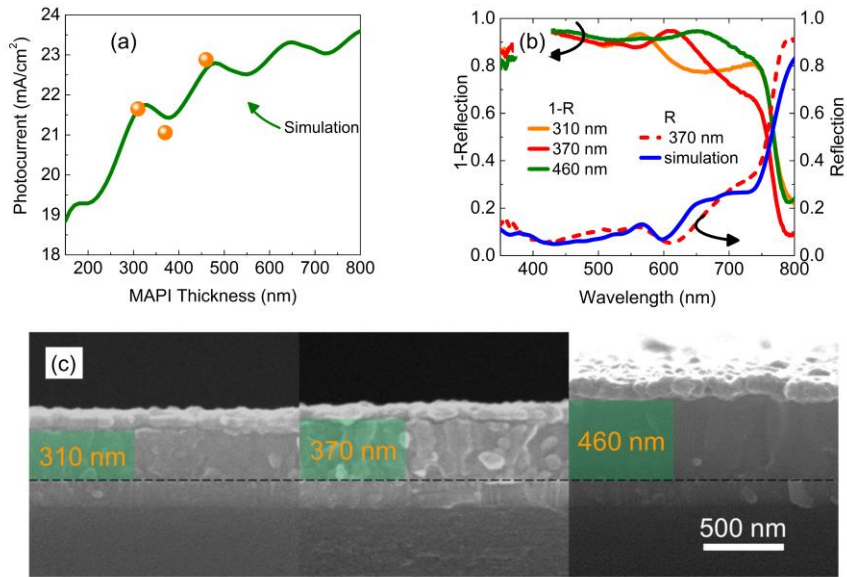 (a)
24
23
22
21
20
19
18
Photocurrent (mA/cm²)
Simulation
200 300 400 500 600 700 800
MAPI Thickness (nm)
(b)
1.0
0.8
0.6
0.4
0.2
0.0
1-Reflection
1-R
310 nm
370 nm
460 nm
R
370 nm
simulation
1.0
0.8
0.6
0.4
0.2
0.0
Reflection
400 500 600 700 800
Wavelength (nm)
(c)
310 nm
370 nm
460 nm
500 nm